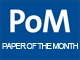 PoM
PAPER OF THE MONTH